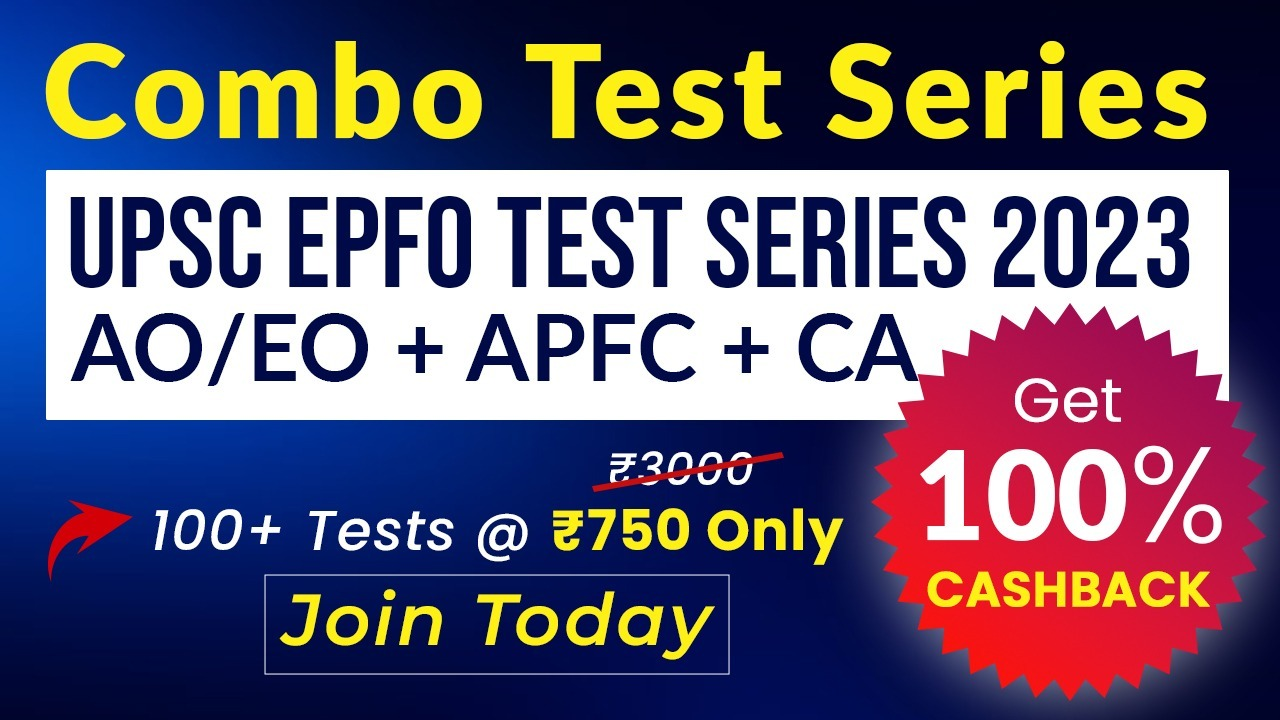 Combo Test Series
UPSC EPFO TEST SERIES 2023
AO/EO + APFC + CA
₹3000
100+ Tests @ ₹750 Only
Join Today
Get
100%
CASHBACK